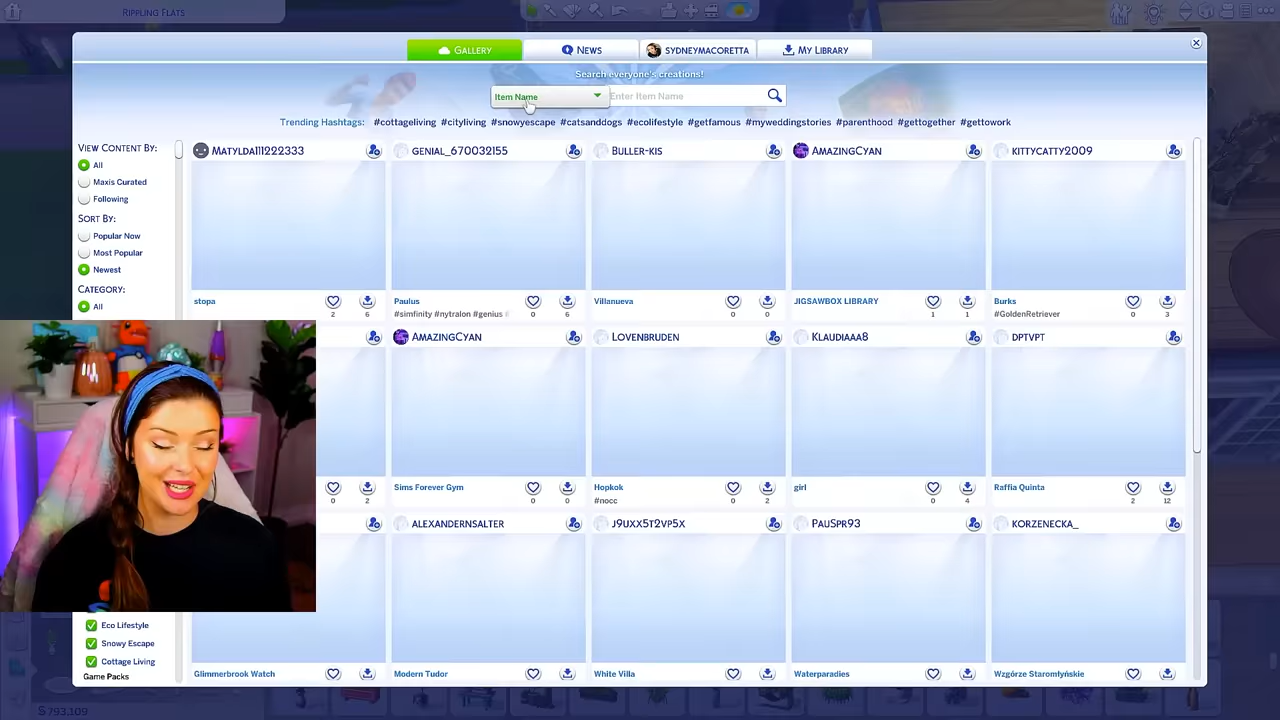 RIPPLING FLATS
GALLERY
NEWS
SYDNEYMACORETTA
MY LIBRARY
Search everyone's creations!
Item Name
Enter Item Name
Trending Hashtags: #cottageliving #cityliving #snowyescape #catsanddogs #ecolifestyle #getfamous #myweddingstories #parenthood #gettogether #gettowork
VIEW CONTENT BY:
All
Maxis Curated
Following
SORT BY:
Popular Now
Most Popular
Newest
CATEGORY:
All
MATYLDA111222333
GENIAL_670032155
BULLER-KIS
AMAZINGCYAN
KITTYCATTY2009
stopa
2
6
Paulus
#simfinity #nytralon #genius
0
6
Villanueva
0
0
JIGSAWBOX LIBRARY
1
1
Burks
#GoldenRetriever
0
3
AMAZINGCYAN
LOVENBRUDEN
KLAUDIAAA8
DPTVPT
0
2
Sims Forever Gym
0
0
Hopkok
#nocc
0
2
girl
0
4
Raffia Quinta
2
12
ALEXANDERNSALTER
J9UXX5T2VP5X
PAUSPR93
KORZENECKA_
Eco Lifestyle
Snowy Escape
Cottage Living
Game Packs
Glimmerbrook Watch
Modern Tudor
White Villa
Waterparadies
Wzgórze Staromłyńskie
§793,109